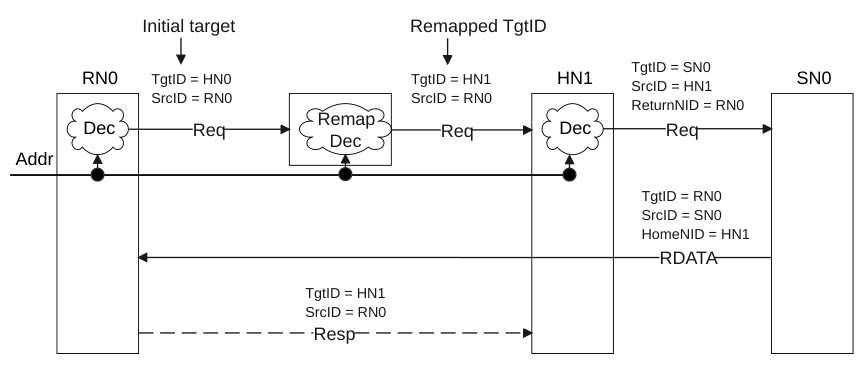 Initial target
Remapped TgtID
RN0
TgtID = HN0
SrcID = RN0
TgtID = HN1
SrcID = RN0
HN1
TgtID = SN0
SrcID = HN1
ReturnNID = RN0
SN0
Dec
Req
Remap
Dec
Req
Dec
Req
Addr
TgtID = RN0
SrcID = SN0
HomeNID = HN1
RDATA
TgtID = HN1
SrcID = RN0
Resp